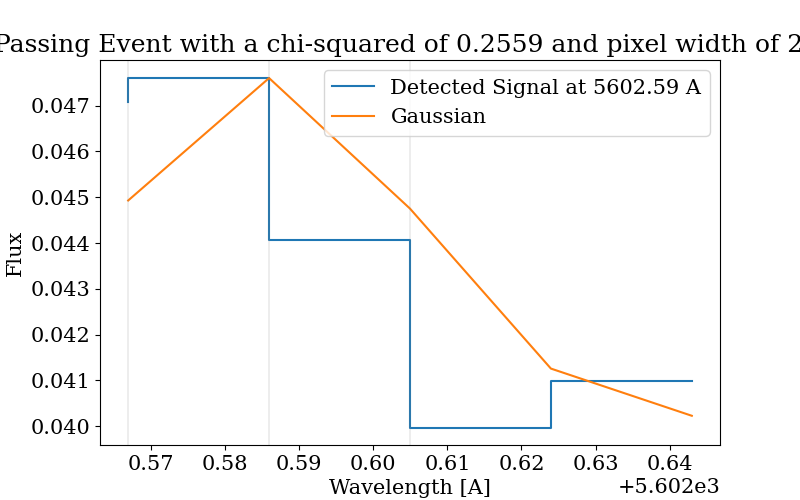 Passing Event with a chi-squared of 0.2559 and pixel width of 2
Detected Signal at 5602.59 A
Gaussian
Flux
0.047
0.046
0.045
0.044
0.043
0.042
0.041
0.040
0.57 0.58 0.59 0.60 0.61 0.62 0.63 0.64
Wavelength [A]
+5.602e3